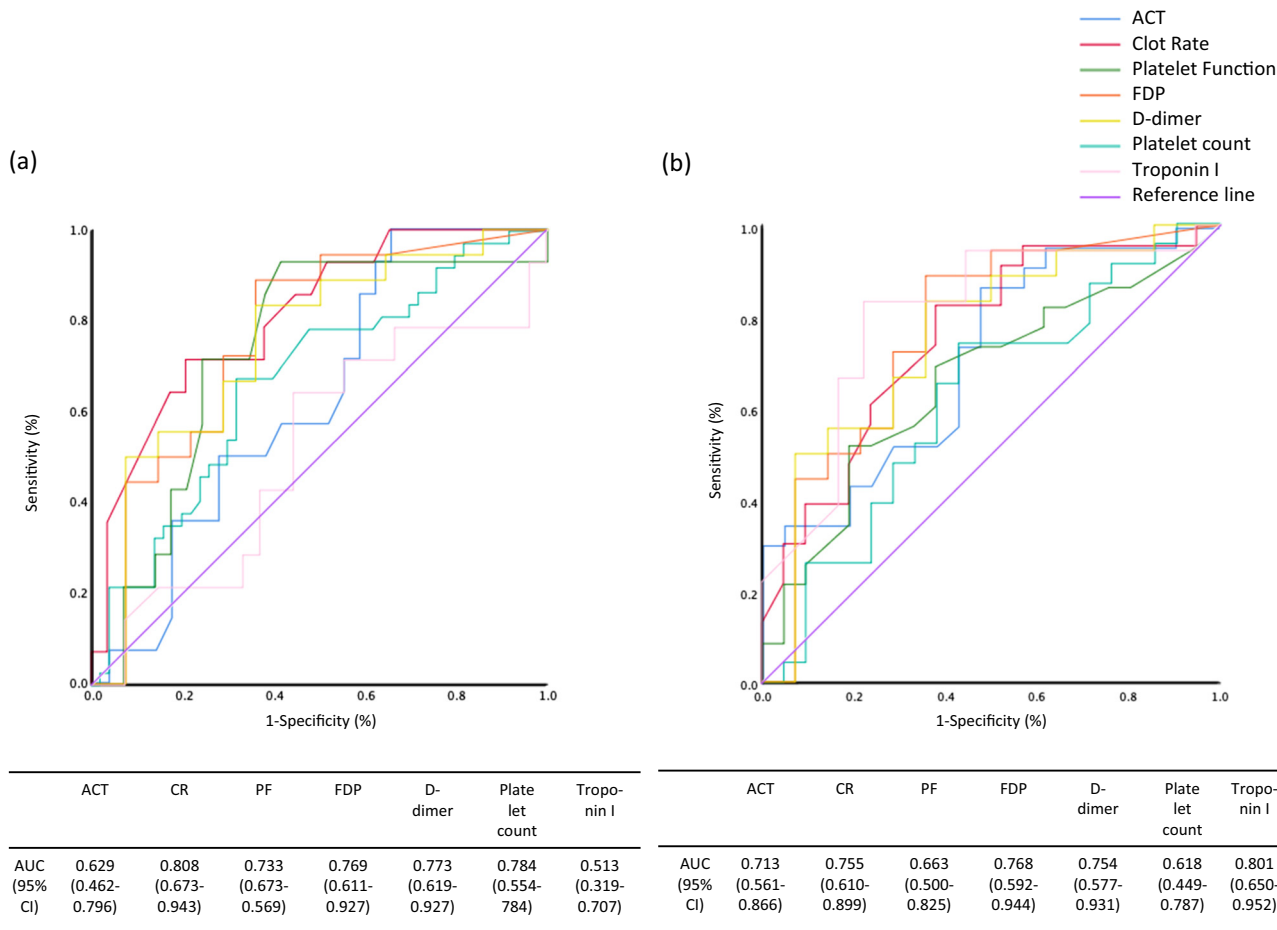 ACT
Clot Rate
Platelet Function
FDP
D-dimer
Platelet count
Troponin I
Reference line
(a)
1.0
0.8
0.6
0.4
0.2
0.0
Sensitivity (%)
0.0 0.2 0.4 0.6 0.8 1.0
1-Specificity (%)
(b)
1.0
0.8
0.6
0.4
0.2
0.0
Sensitivity (%)
0.0 0.2 0.4 0.6 0.8 1.0
1-Specificity (%)
ACT CR PF FDP D- Plate Tropo-
dimer let nin I
count
AUC 0.629 0.808 0.733 0.769 0.773 0.784 0.513
(95% (0.462- (0.673- (0.673- (0.611- (0.619- (0.554- (0.319-
CI) 0.796) 0.943) 0.569) 0.927) 0.927) 784) 0.707)
ACT CR PF FDP D- Plate Tropo-
dimer let nin I
count
AUC 0.713 0.755 0.663 0.768 0.754 0.618 0.801
(95% (0.561- (0.610- (0.500- (0.592- (0.577- (0.449- (0.650-
CI) 0.866) 0.899) 0.825) 0.944) 0.931) 0.787) 0.952)